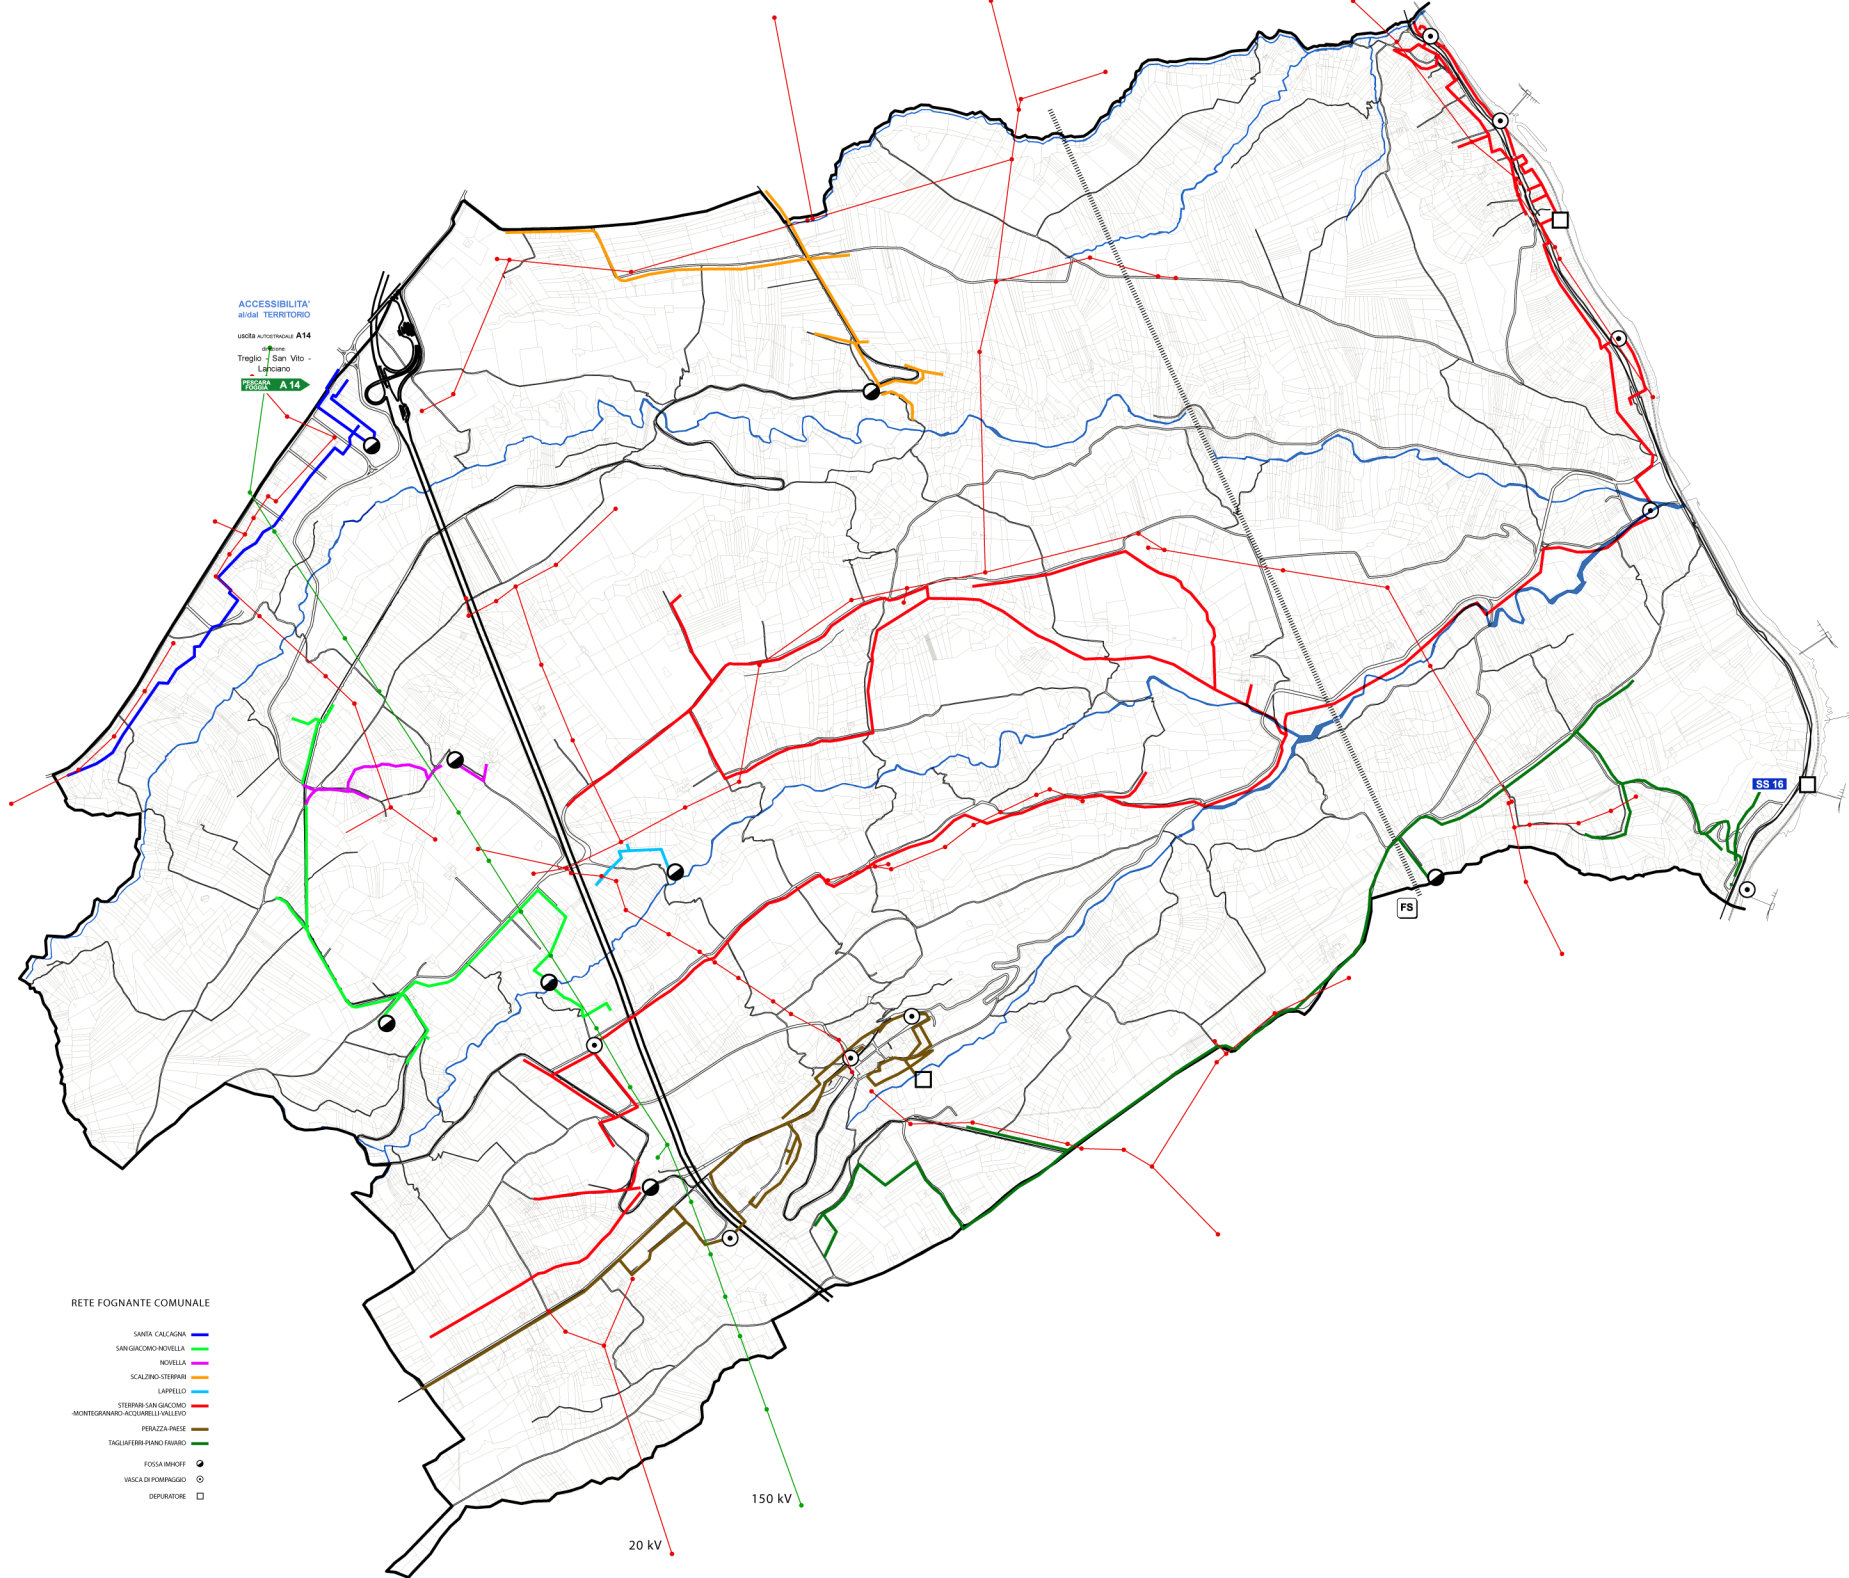 ACCESSIBILITA'
al/dal TERRITORIO
uscita AUTOSTRADALE A14
direzione:
Treglio - San Vito -
Lanciano
PESCARA
FOGGIA
A 14
SS 16
FS
RETE FOGNANTE COMUNALE
SANTA CALCAGNA
SAN GIACOMO-NOVELLA
NOVELLA
SCALZINO-STERPARI
LAPPELLO
STERPARI-SAN GIACOMO
-MONTEGRANARO-ACQUARELLI-VALLEVO
PERAZZA-PAESE
TAGLIAFERRI-PIANO FAVARO
FOSSA IMHOFF
VASCA DI POMPAGGIO
DEPURATORE
150 kV
20 kV